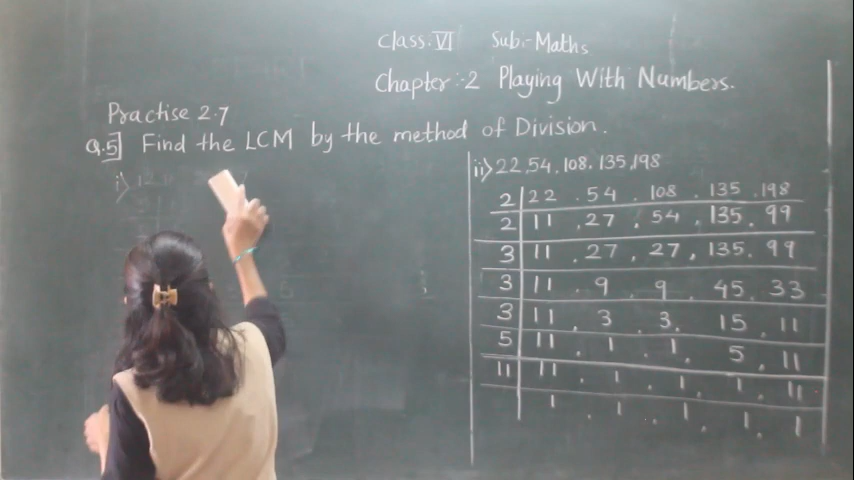 Class:VI Sub:-Maths
Chapter:-2 Playing With Numbers.
Practise 2.7
Q.5] Find the LCM by the method of Division.
i)
ii) 22,54,108,135,198
2 22 . 54 . 108 . 135 . 198
2 11 . 27 . 54 . 135 . 99
3 11 . 27 . 27 , 135 . 99
3 11 . 9 . 9 . 45 . 33
3 11 . 3 . 3 . 15 . 11
5 11 . 1 . 1 . 5 . 11
11 11 . 1 . 1 . 1 . 11
1 . 1 . 1 . 1 . 1